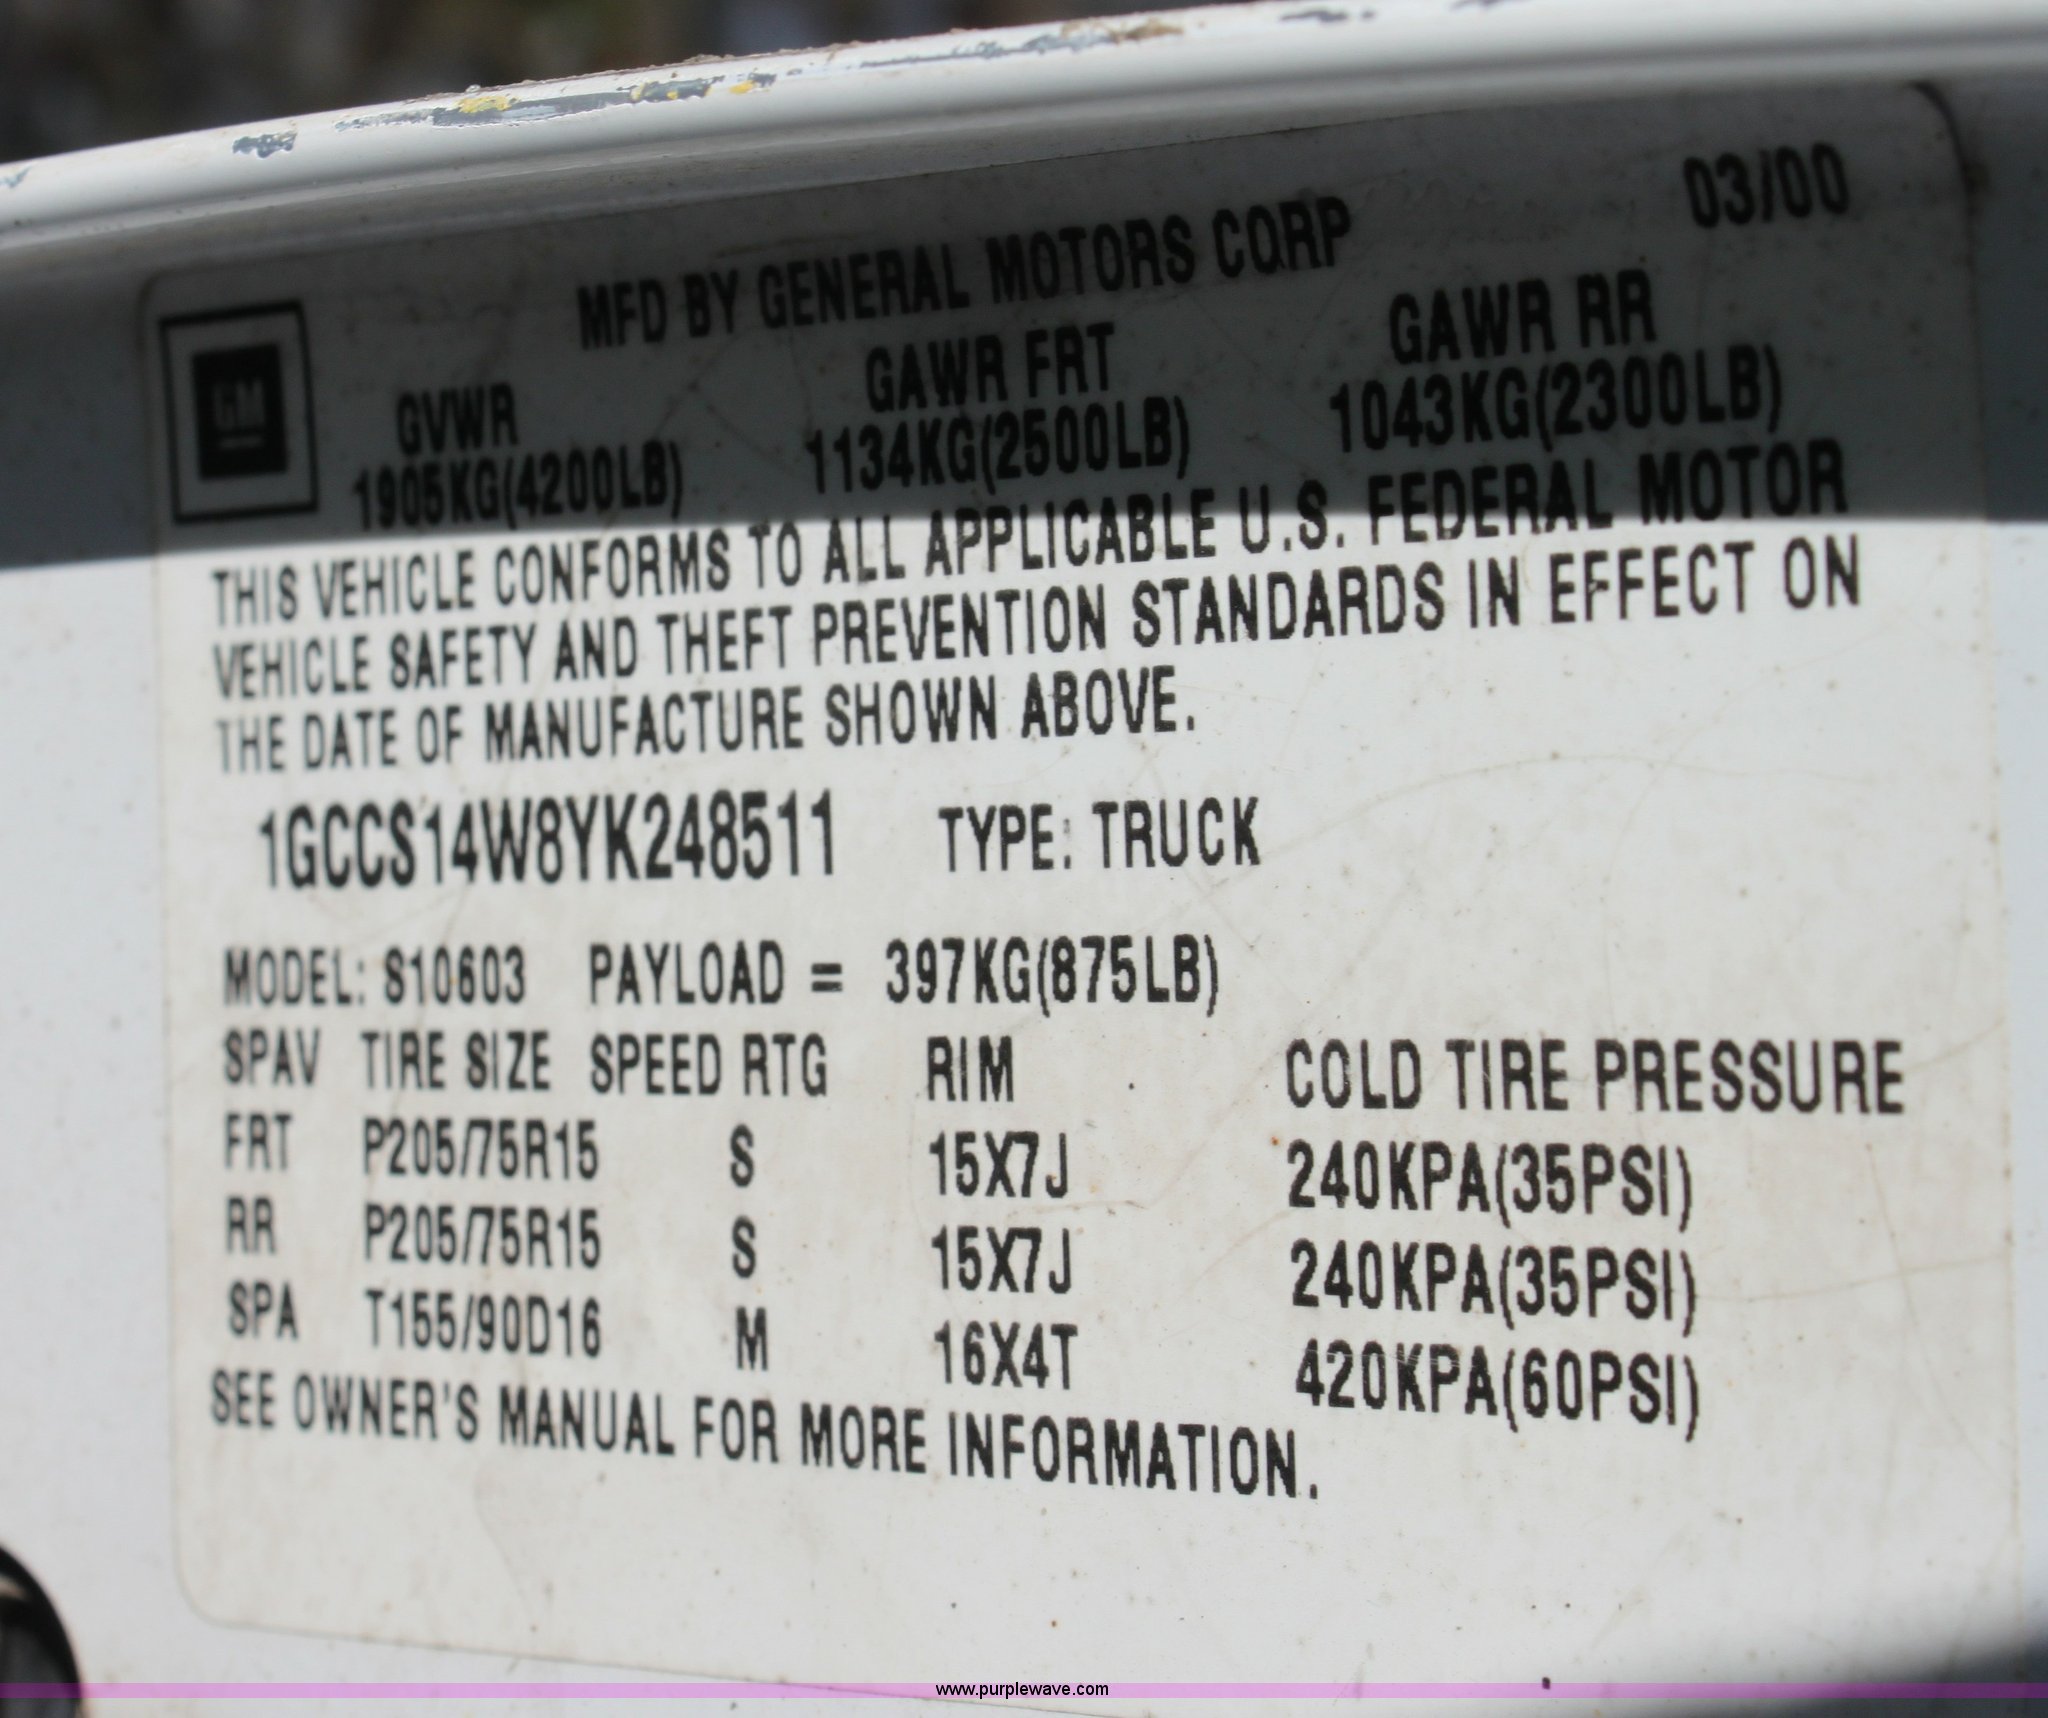 03/00
MFD BY GENERAL MOTORS CORP
GM
GVWR GAWR FRT GAWR RR
1905KG(4200LB) 1134KG(2500LB) 1043KG(2300LB)
THIS VEHICLE CONFORMS TO ALL APPLICABLE U.S. FEDERAL MOTOR
VEHICLE SAFETY AND THEFT PREVENTION STANDARDS IN EFFECT ON
THE DATE OF MANUFACTURE SHOWN ABOVE.
1GCCS14W8YK248511 TYPE: TRUCK
MODEL: S10603 PAYLOAD = 397KG(875LB)
SPAV TIRE SIZE SPEED RTG RIM COLD TIRE PRESSURE
FRT P205/75R15 S 15X7J 240KPA(35PSI)
RR P205/75R15 S 15X7J 240KPA(35PSI)
SPA T155/90D16 M 16X4T 420KPA(60PSI)
SEE OWNER'S MANUAL FOR MORE INFORMATION.
www.purplewave.com